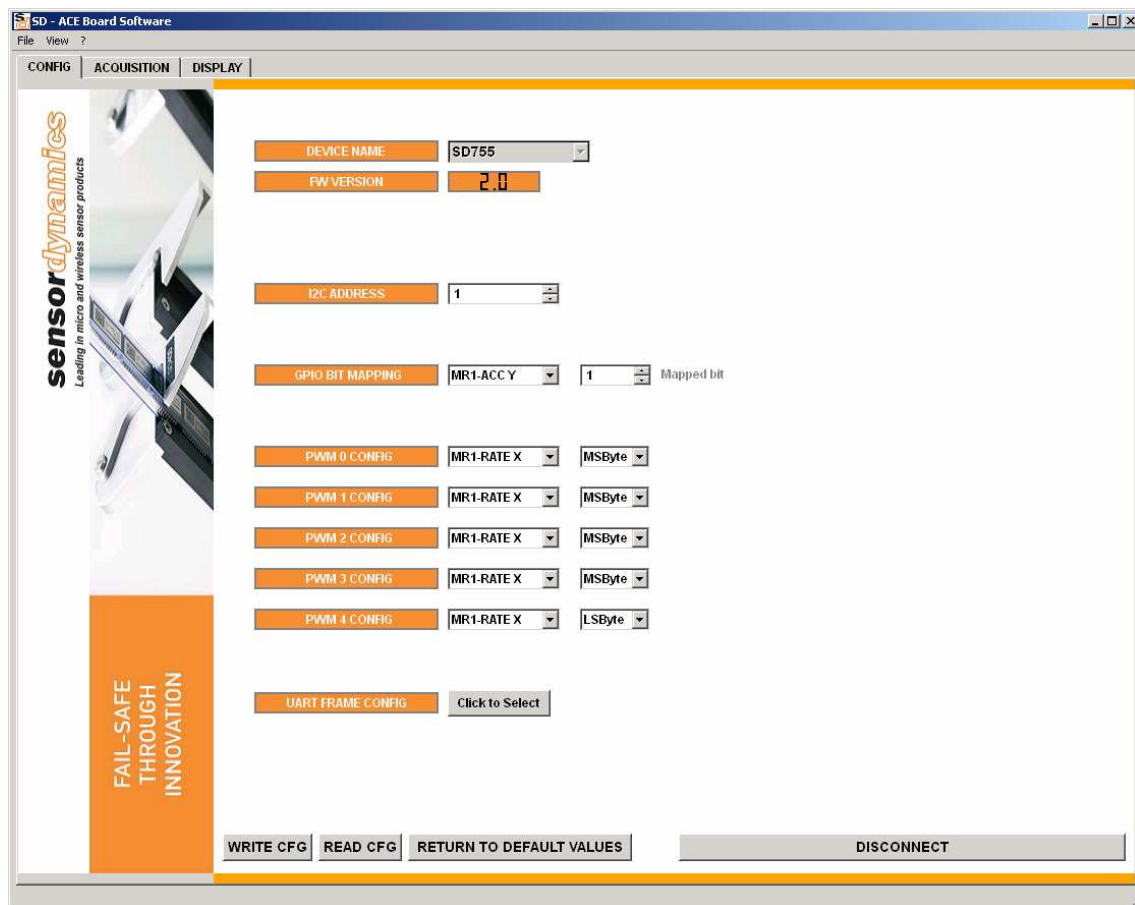 SD - ACE Board Software
File View ?
CONFIG ACQUISITION DISPLAY
sensordynamics
Leading in micro and wireless sensor products
DEVICE NAME SD755
FW VERSION 2.0
I2C ADDRESS 1
GPIO BIT MAPPING MR1-ACC Y 1 Mapped bit
PWM 0 CONFIG MR1-RATE X MSByte
PWM 1 CONFIG MR1-RATE X MSByte
PWM 2 CONFIG MR1-RATE X MSByte
PWM 3 CONFIG MR1-RATE X MSByte
PWM 4 CONFIG MR1-RATE X LSByte
UART FRAME CONFIG Click to Select
FAIL-SAFE
THROUGH
INNOVATION
WRITE CFG READ CFG RETURN TO DEFAULT VALUES DISCONNECT